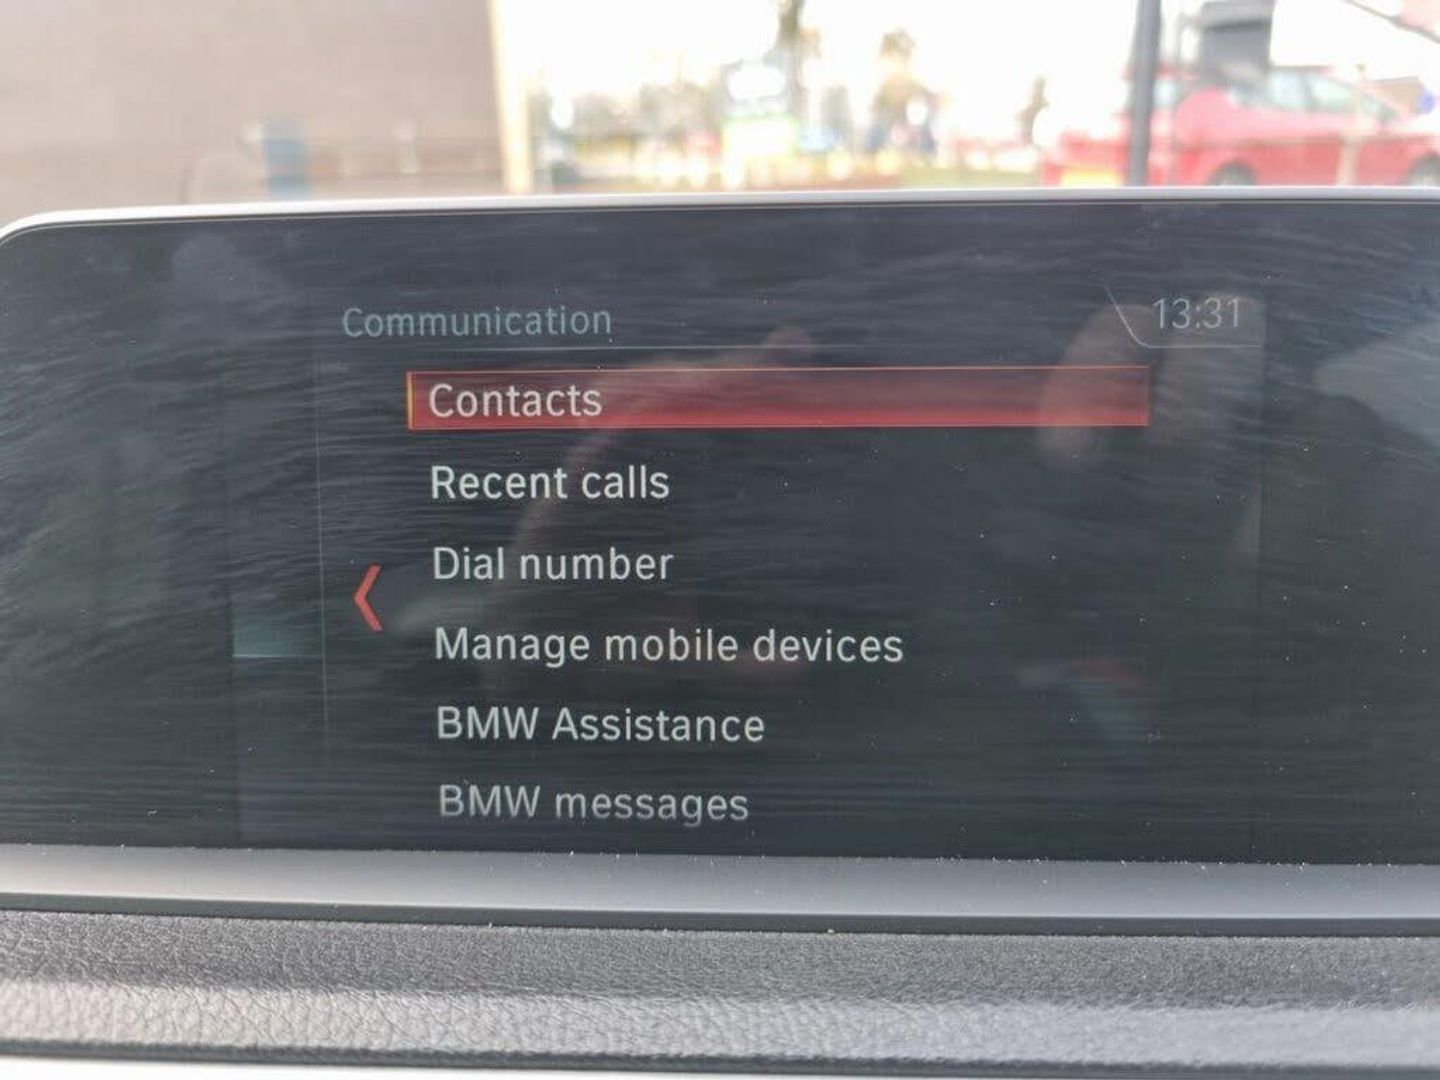 Communication
13:31
Contacts
Recent calls
Dial number
Manage mobile devices
BMW Assistance
BMW messages